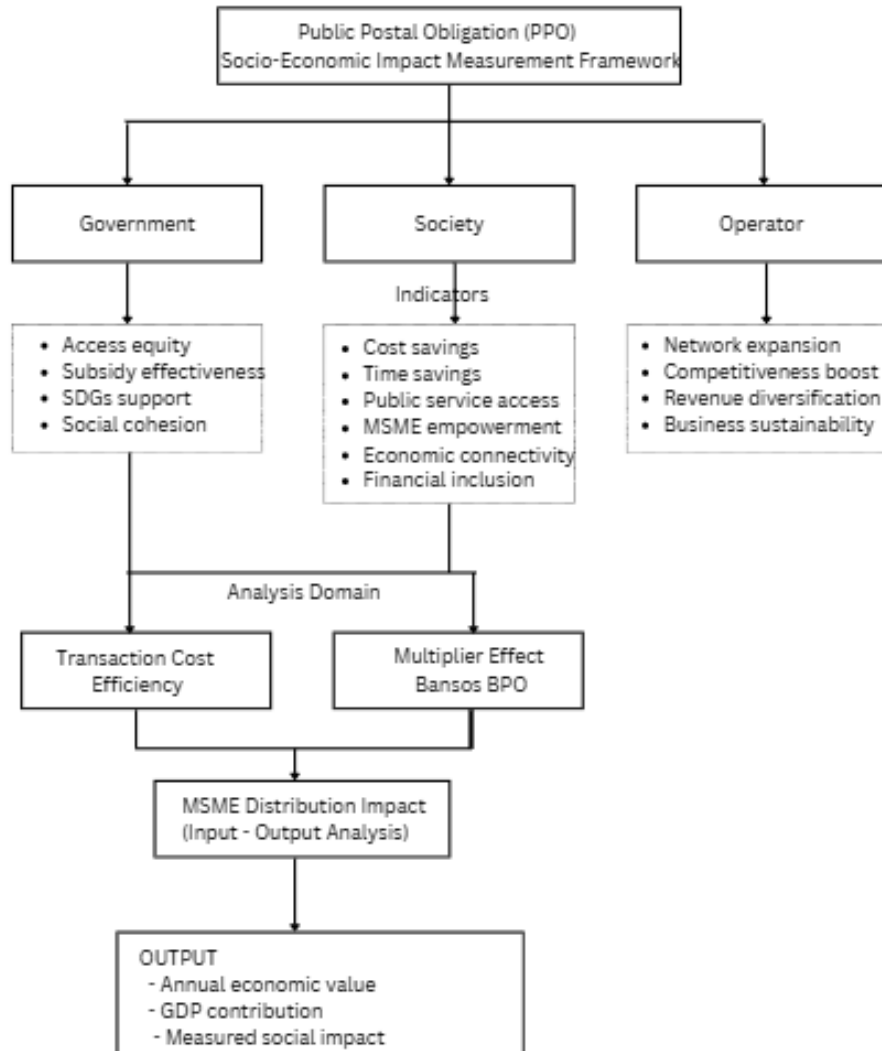 Public Postal Obligation (PPO)
Socio-Economic Impact Measurement Framework
Government
Society
Operator
Indicators
• Access equity
• Subsidy effectiveness
• SDGs support
• Social cohesion
• Cost savings
• Time savings
• Public service access
• MSME empowerment
• Economic connectivity
• Financial inclusion
• Network expansion
• Competitiveness boost
• Revenue diversification
• Business sustainability
Analysis Domain
Transaction Cost
Efficiency
Multiplier Effect
Bansos BPO
MSME Distribution Impact
(Input - Output Analysis)
OUTPUT
- Annual economic value
- GDP contribution
- Measured social impact